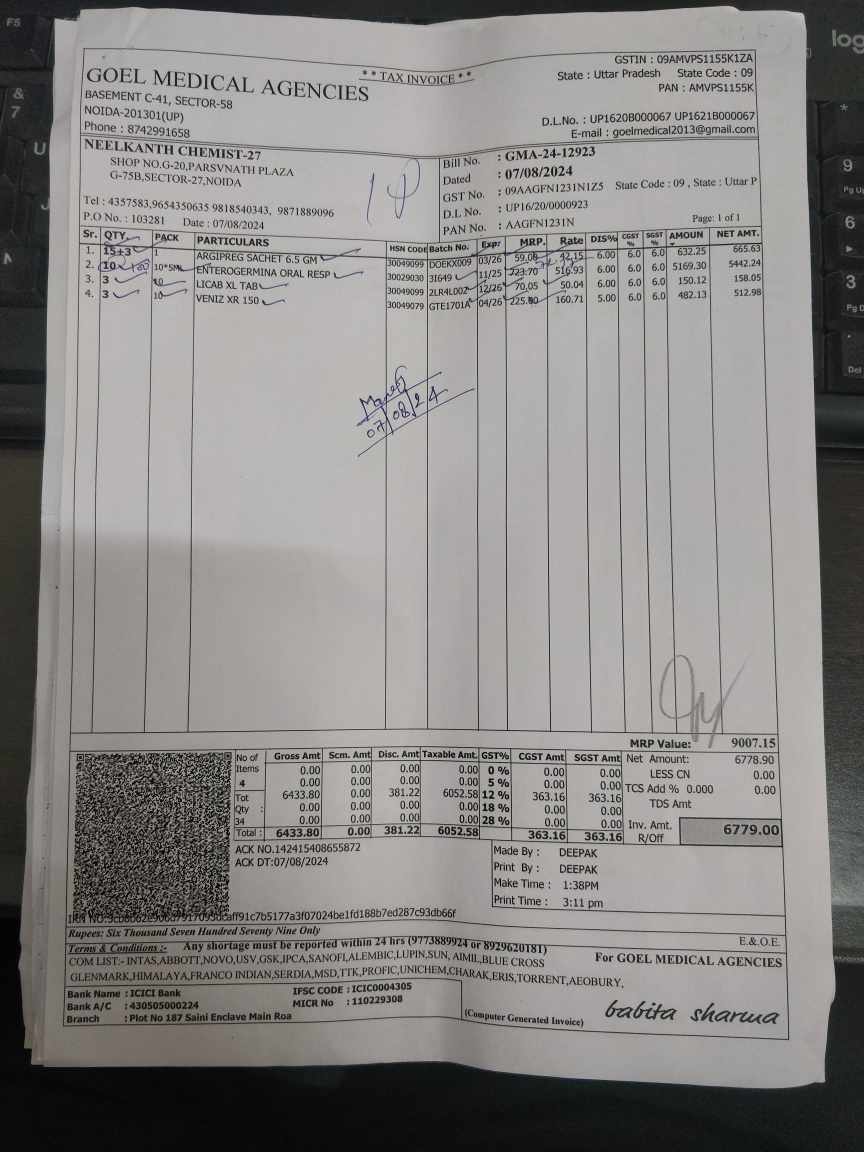 ** TAX INVOICE **
GOEL MEDICAL AGENCIES
BASEMENT C-41, SECTOR-58
NOIDA-201301(UP)
Phone : 8742991658
GSTIN : 09AMVPS1155K1ZA
State : Uttar Pradesh State Code : 09
PAN : AMVPS1155K
D.L.No. : UP1620B000067 UP1621B000067
E-mail : goelmedical2013@gmail.com
NEELKANTH CHEMIST-27
SHOP NO.G-20,PARSVNATH PLAZA
G-75B,SECTOR-27,NOIDA
Tel : 4357583,9654350635 9818540343, 9871889096
P.O No. : 103281 Date : 07/08/2024
Bill No. : GMA-24-12923
Dated : 07/08/2024
GST No. : 09AAGFN1231N1Z5 State Code : 09 , State : Uttar P
D.L No. : UP16/20/0000923
PAN No. : AAGFN1231N Page: 1 of 1
Sr. QTY. PACK PARTICULARS HSN CODE Batch No. Expr MRP. Rate DIS% CGST % SGST % AMOUN NET AMT.
1. 15+3 1 ARGIPREG SACHET 6.5 GM 30049099 DOEKX009 03/26 59.00 42.15 6.00 6.0 6.0 632.25 665.63
2. 10 10*5ML ENTEROGERMINA ORAL RESP 30029030 3I649 11/25 723.70 516.93 6.00 6.0 6.0 5169.30 5442.24
3. 3 10 LICAB XL TAB 30049099 2LR4L002 12/26 70.05 50.04 6.00 6.0 6.0 150.12 158.05
4. 3 10 VENIZ XR 150 30049079 GTE1701A 04/26 225.00 160.71 5.00 6.0 6.0 482.13 512.98
07/08/24
MRP Value: 9007.15
No of Items 4 Tot Qty : 34
Gross Amt Scm. Amt Disc. Amt Taxable Amt. GST% CGST Amt SGST Amt
0.00 0.00 0.00 0.00 0 % 0.00 0.00
0.00 0.00 0.00 0.00 5 % 0.00 0.00
6433.80 0.00 381.22 6052.58 12 % 363.16 363.16
0.00 0.00 0.00 0.00 18 % 0.00 0.00
0.00 0.00 0.00 0.00 28 % 0.00 0.00
Total : 6433.80 0.00 381.22 6052.58 363.16 363.16
Net Amount: 6778.90
LESS CN 0.00
TCS Add % 0.000 0.00
TDS Amt
Inv. Amt. R/Off 6779.00
ACK NO.142415408655872
ACK DT:07/08/2024
Made By : DEEPAK
Print By : DEEPAK
Make Time : 1:38PM
Print Time : 3:11 pm
Rupees: Six Thousand Seven Hundred Seventy Nine Only
E.&.O.E.
Terms & Conditions :- Any shortage must be reported within 24 hrs (9773889924 or 8929620181)
COM LIST:- INTAS,ABBOTT,NOVO,USV,GSK,IPCA,SANOFI,ALEMBIC,LUPIN,SUN, AIMIL,BLUE CROSS
GLENMARK,HIMALAYA,FRANCO INDIAN,SERDIA,MSD,TTK,PROFIC,UNICHEM,CHARAK,ERIS,TORRENT,AEOBURY,
For GOEL MEDICAL AGENCIES
Bank Name : ICICI Bank IFSC CODE : ICIC0004305
Bank A/C : 430505000224 MICR No : 110229308
Branch : Plot No 187 Saini Enclave Main Roa
(Computer Generated Invoice)
babita sharma